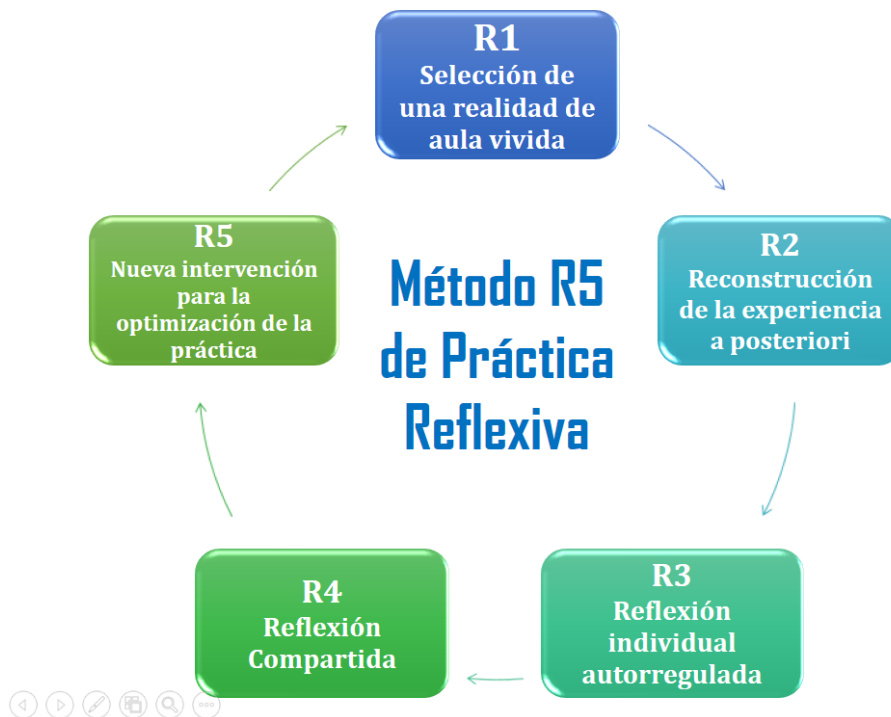 R1
Selección de
una realidad de
aula vivida
R2
Reconstrucción
de la experiencia
a posteriori
R3
Reflexión
individual
autorregulada
R4
Reflexión
Compartida
R5
Nueva intervención
para la
optimización de la
práctica
Método R5
de Práctica
Reflexiva